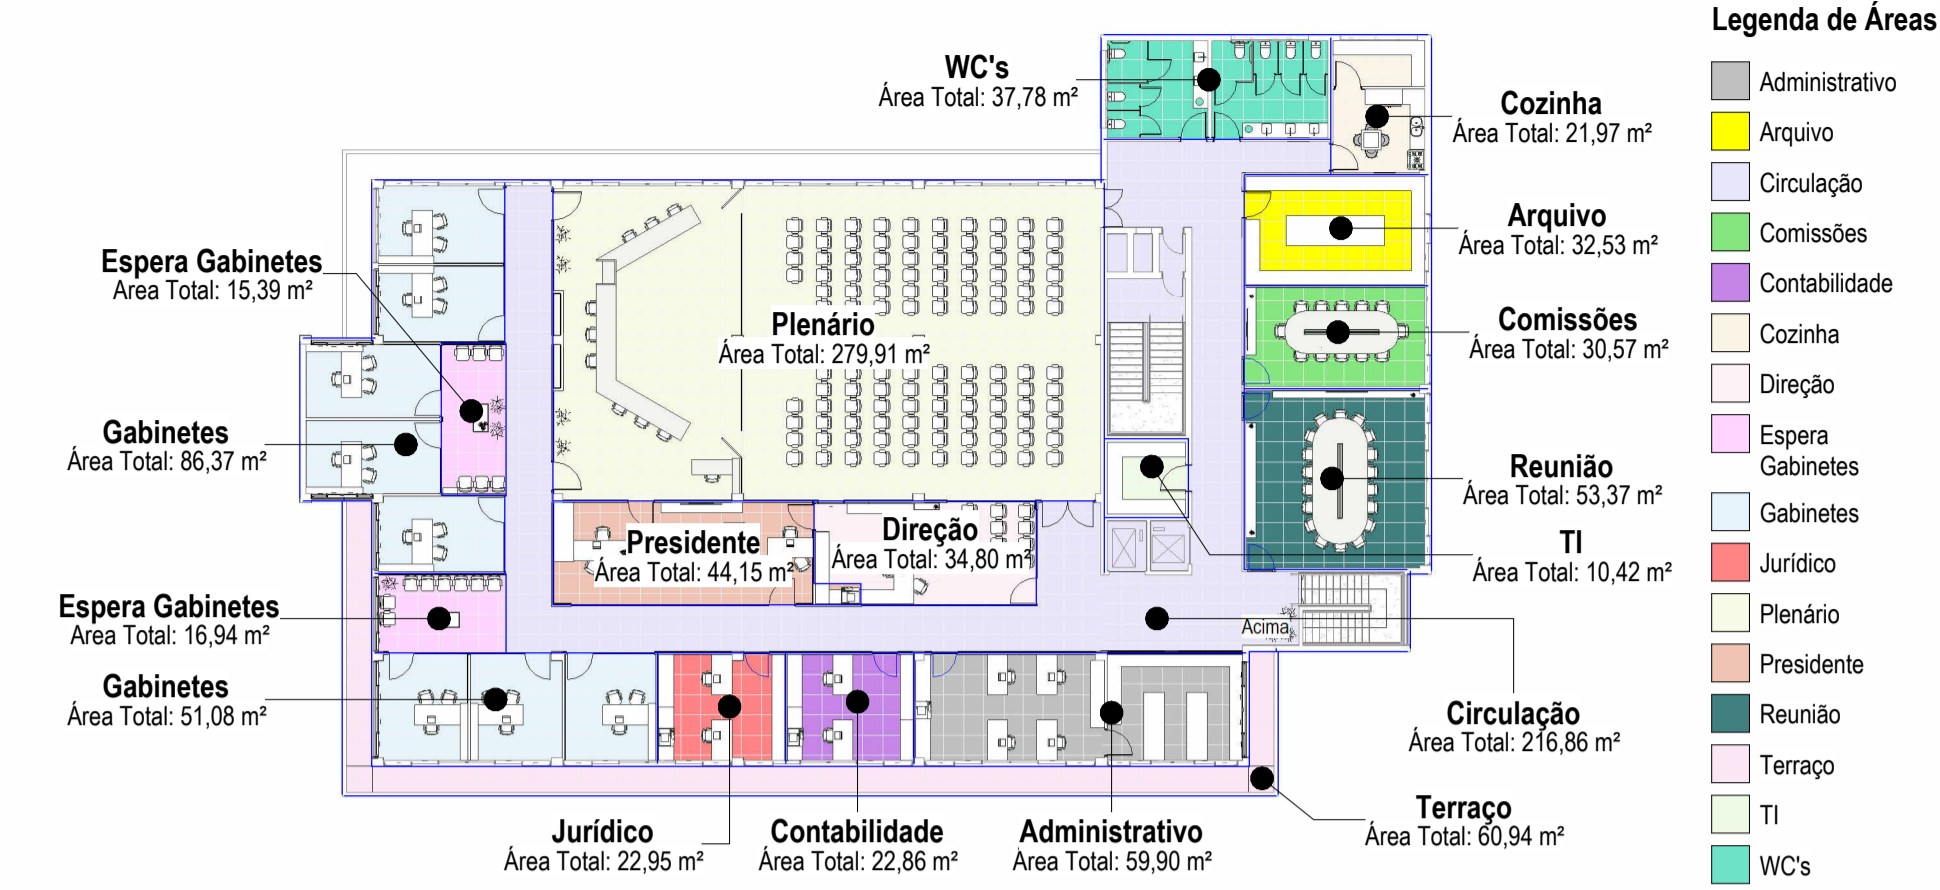 Legenda de Áreas
WC's
Área Total: 37,78 m²
Cozinha
Área Total: 21,97 m²
Arquivo
Área Total: 32,53 m²
Espera Gabinetes
Área Total: 15,39 m²
Plenário
Área Total: 279,91 m²
Comissões
Área Total: 30,57 m²
Gabinetes
Área Total: 86,37 m²
Reunião
Área Total: 53,37 m²
Presidente
Área Total: 44,15 m²
Direção
Área Total: 34,80 m²
TI
Área Total: 10,42 m²
Espera Gabinetes
Área Total: 16,94 m²
Acima
Gabinetes
Área Total: 51,08 m²
Circulação
Área Total: 216,86 m²
Terraço
Área Total: 60,94 m²
Jurídico
Área Total: 22,95 m²
Contabilidade
Área Total: 22,86 m²
Administrativo
Área Total: 59,90 m²
Administrativo
Arquivo
Circulação
Comissões
Contabilidade
Cozinha
Direção
Espera
Gabinetes
Gabinetes
Jurídico
Plenário
Presidente
Reunião
Terraço
TI
WC's